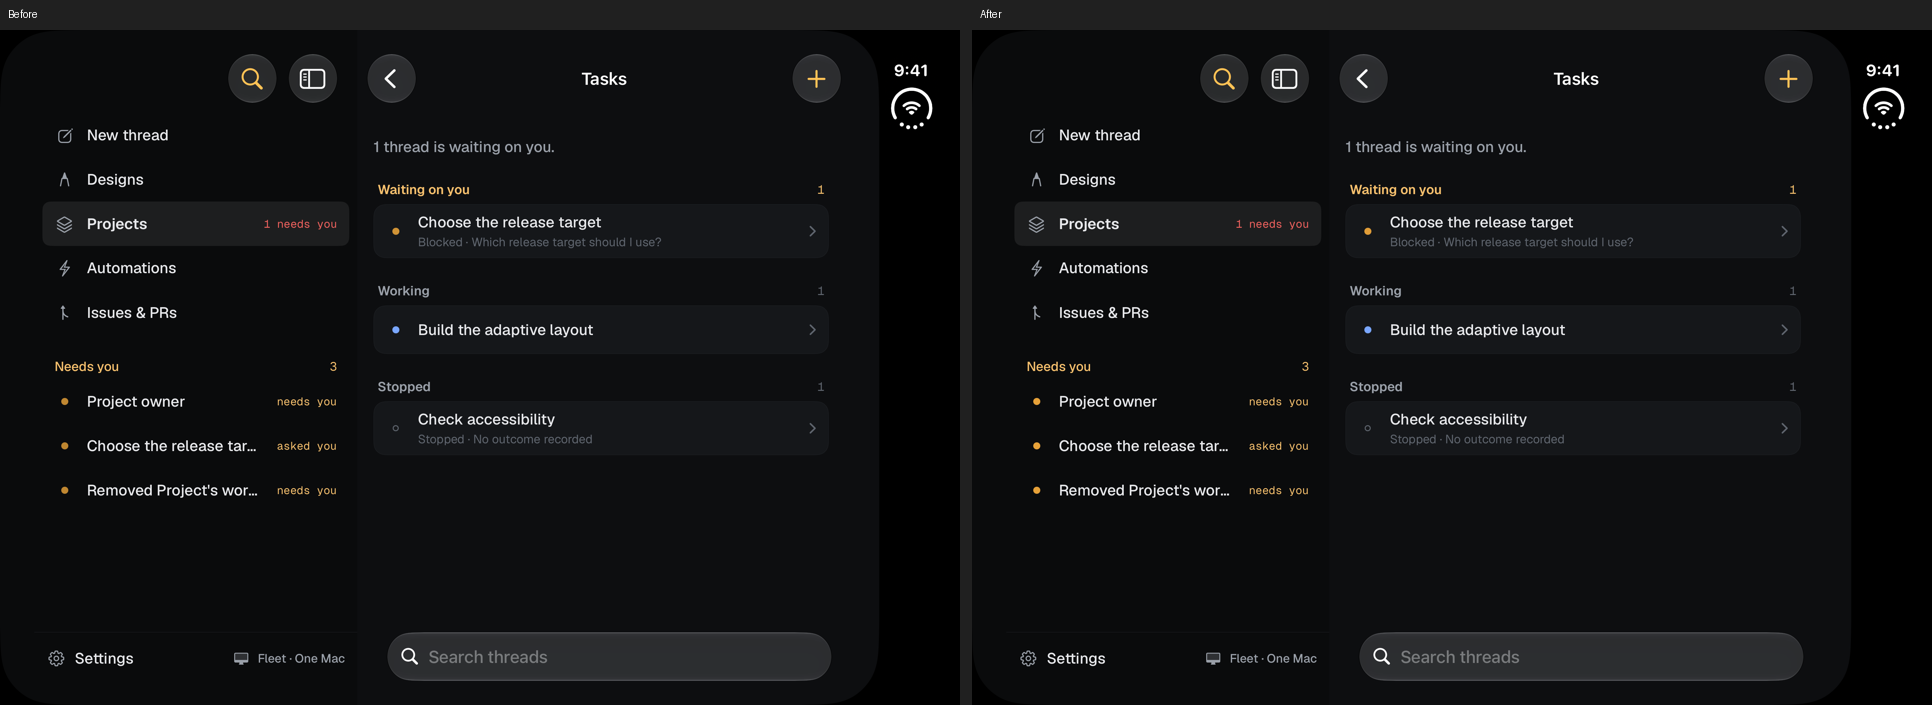 Before
Tasks
9:41
New thread
Designs
Projects 1 needs you
Automations
Issues & PRs
Needs you 3
Project owner needs you
Choose the release tar... asked you
Removed Project's wor... needs you
Settings Fleet · One Mac
1 thread is waiting on you.
Waiting on you 1
Choose the release target
Blocked · Which release target should I use?
Working 1
Build the adaptive layout
Stopped 1
Check accessibility
Stopped · No outcome recorded
Search threads
After
Tasks
9:41
New thread
Designs
Projects 1 needs you
Automations
Issues & PRs
Needs you 3
Project owner needs you
Choose the release tar... asked you
Removed Project's wor... needs you
Settings Fleet · One Mac
1 thread is waiting on you.
Waiting on you 1
Choose the release target
Blocked · Which release target should I use?
Working 1
Build the adaptive layout
Stopped 1
Check accessibility
Stopped · No outcome recorded
Search threads